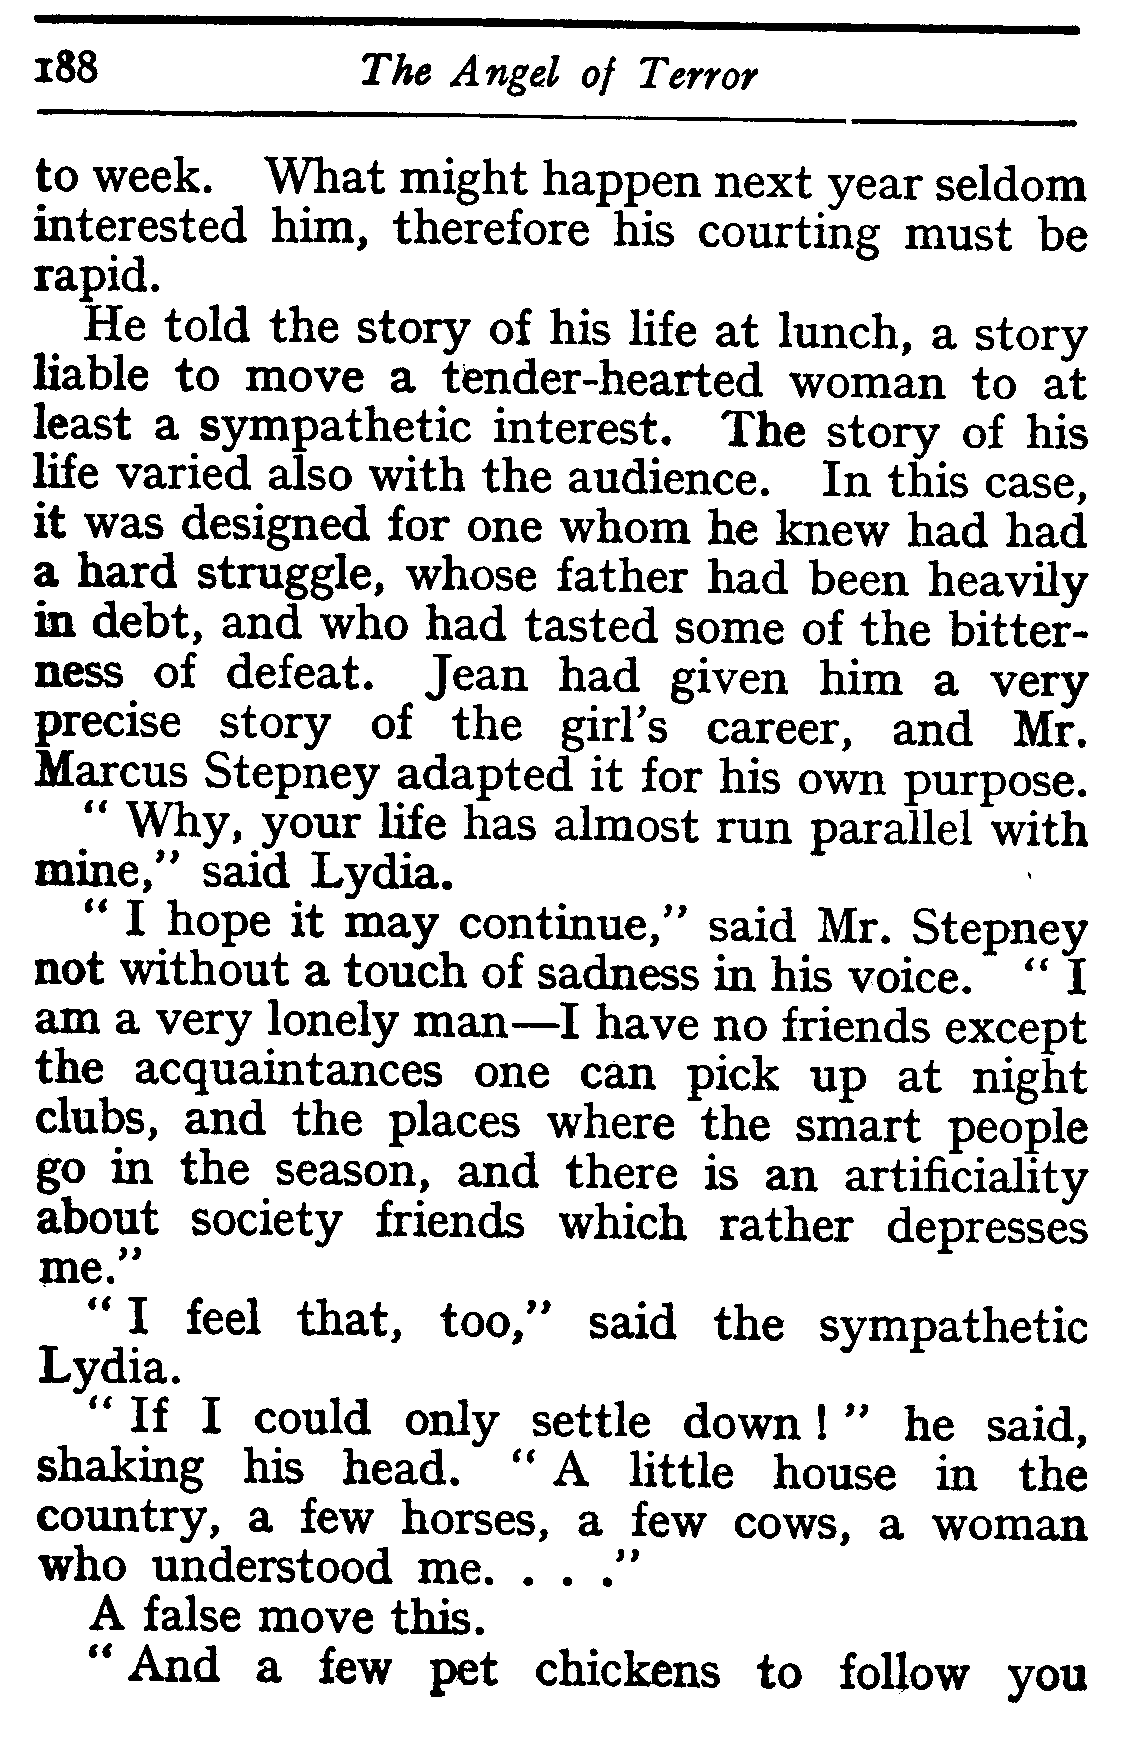 188 The Angel of Terror
to week. What might happen next year seldom
interested him, therefore his courting must be
rapid.
He told the story of his life at lunch, a story
liable to move a tender-hearted woman to at
least a sympathetic interest. The story of his
life varied also with the audience. In this case,
it was designed for one whom he knew had had
a hard struggle, whose father had been heavily
in debt, and who had tasted some of the bitter-
ness of defeat. Jean had given him a very
precise story of the girl's career, and Mr.
Marcus Stepney adapted it for his own purpose.
“ Why, your life has almost run parallel with
mine,” said Lydia.
“ I hope it may continue,” said Mr. Stepney
not without a touch of sadness in his voice. “ I
am a very lonely man—I have no friends except
the acquaintances one can pick up at night
clubs, and the places where the smart people
go in the season, and there is an artificiality
about society friends which rather depresses
me.”
“ I feel that, too,” said the sympathetic
Lydia.
“ If I could only settle down ! ” he said,
shaking his head. “ A little house in the
country, a few horses, a few cows, a woman
who understood me. . . .”
A false move this.
“ And a few pet chickens to follow you